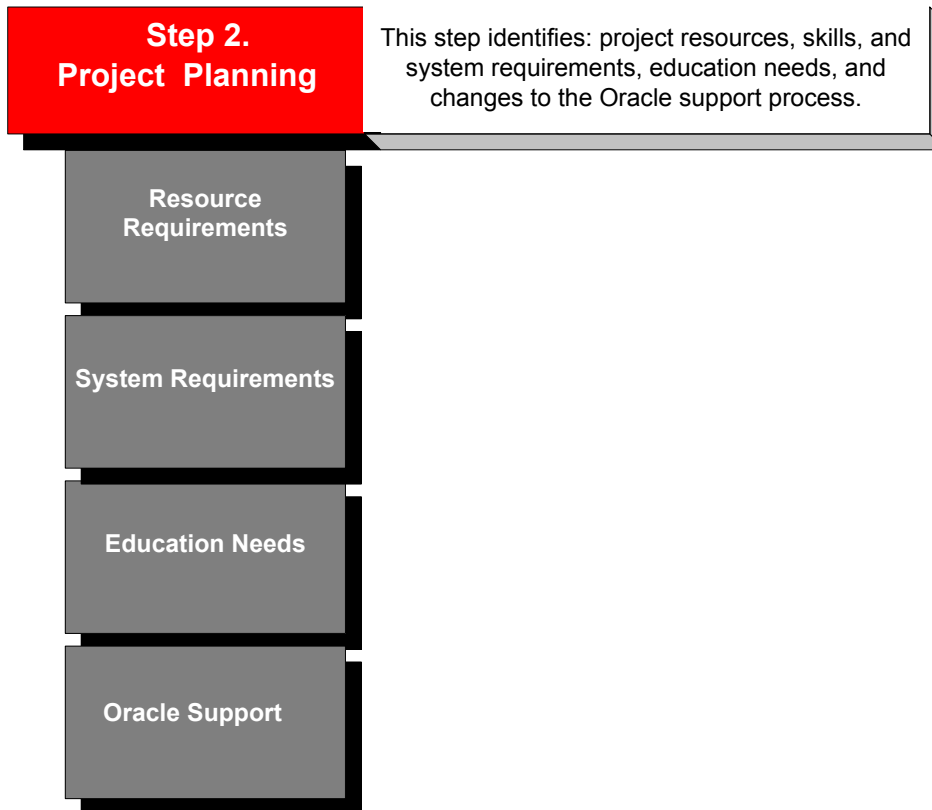 Step 2.
Project Planning
This step identifies: project resources, skills, and
system requirements, education needs, and
changes to the Oracle support process.
Resource
Requirements
System Requirements
Education Needs
Oracle Support